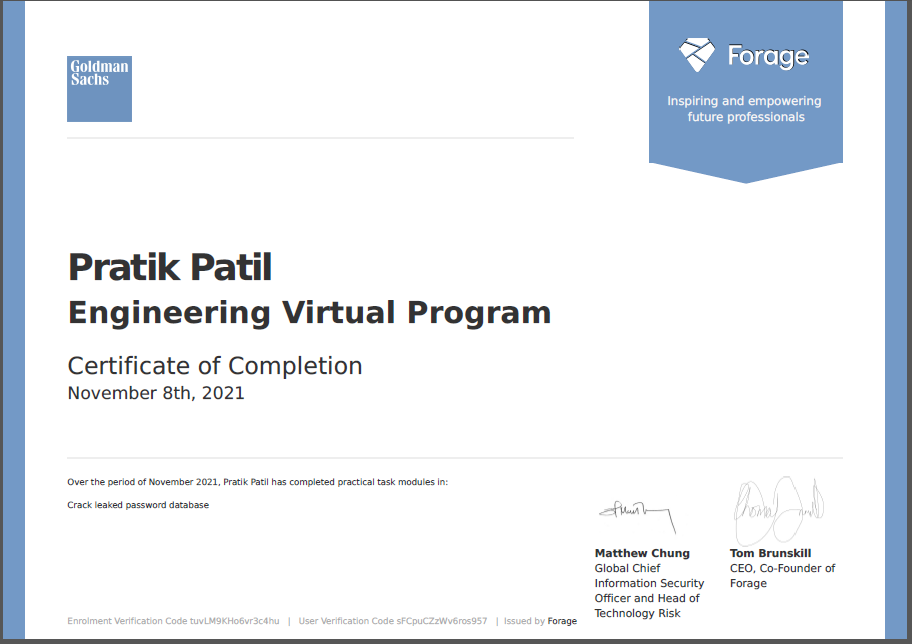 Goldman
Sachs
Forage
Inspiring and empowering
future professionals
Pratik Patil
Engineering Virtual Program
Certificate of Completion
November 8th, 2021
Over the period of November 2021, Pratik Patil has completed practical task modules in:
Crack leaked password database
Matthew Chung
Global Chief
Information Security
Officer and Head of
Technology Risk
Tom Brunskill
CEO, Co-Founder of
Forage
Enrolment Verification Code tuvLM9KHo6vr3c4hu | User Verification Code sFCpuCZzWv6ros957 | Issued by Forage